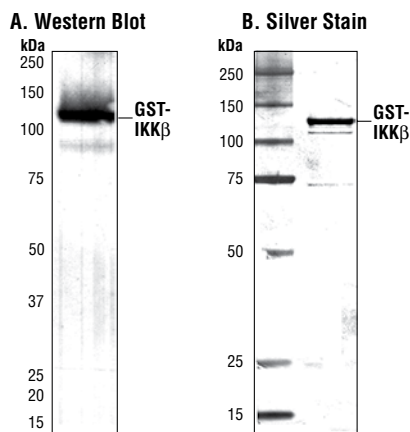 A. Western Blot
kDa
250
150
100
75
50
37
25
20
15
GST-
IKKβ
B. Silver Stain
kDa
250
150
100
75
50
25
15
GST-
IKKβ